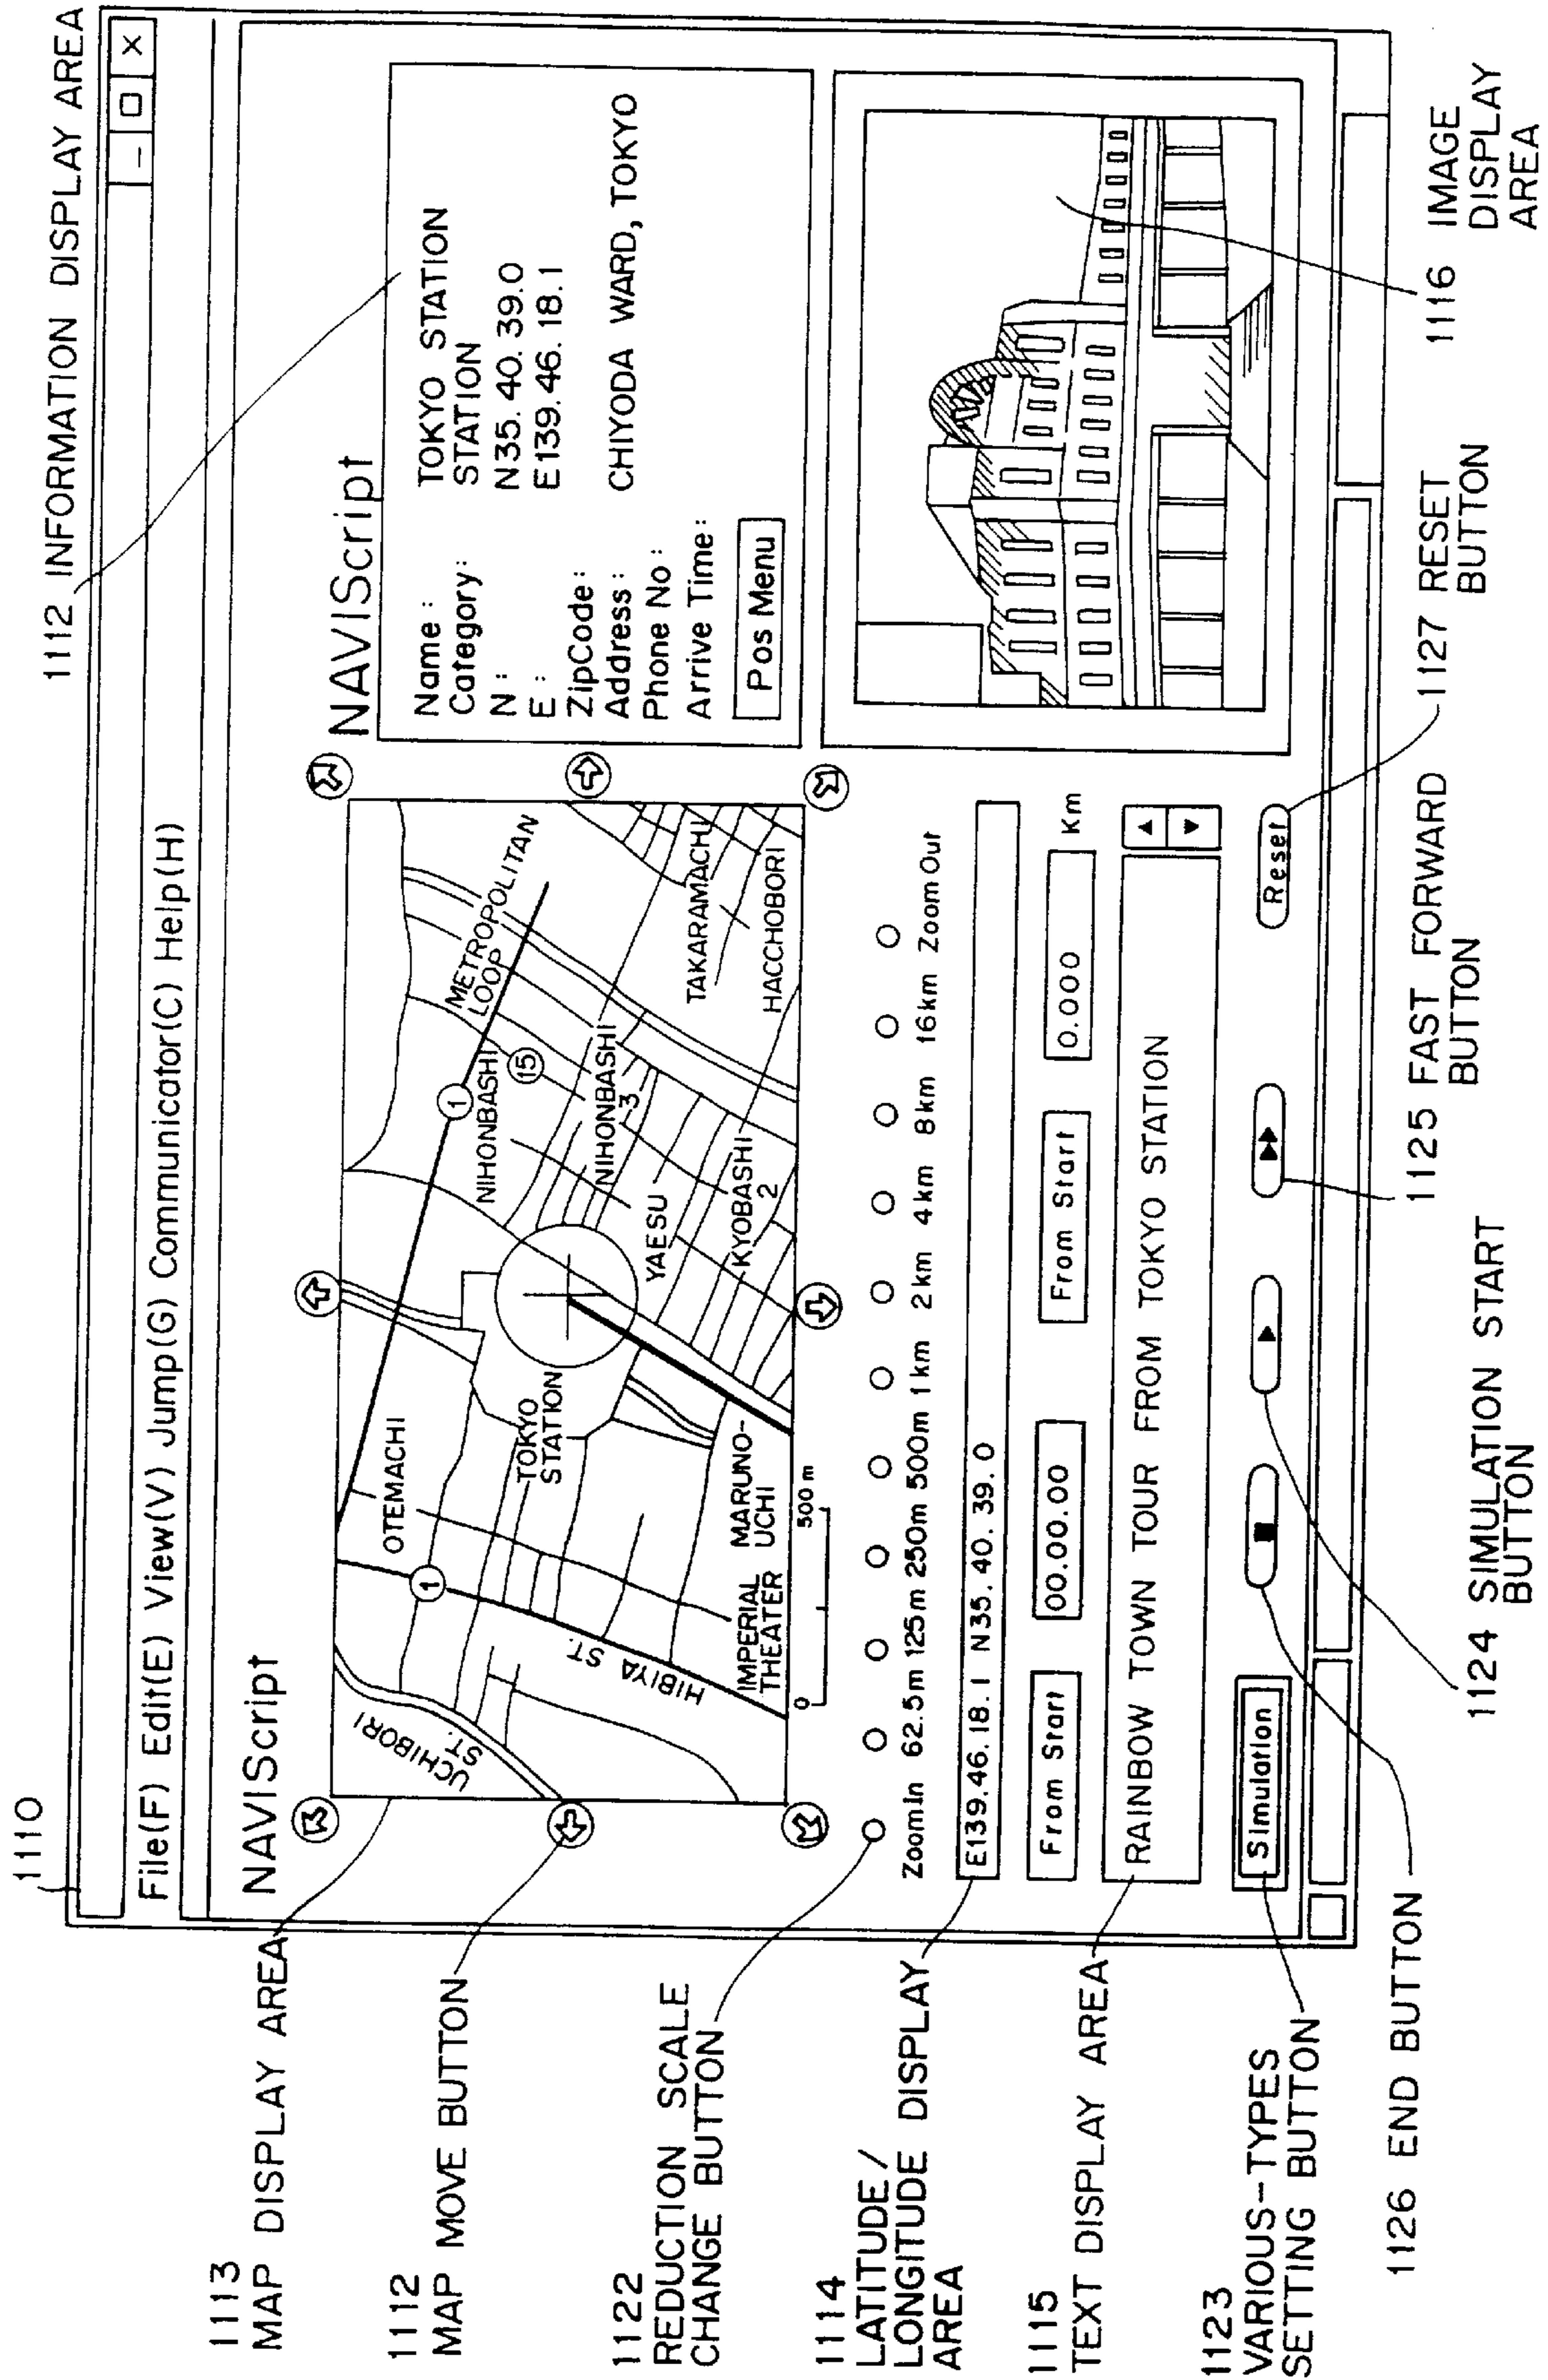 1110
1112 INFORMATION DISPLAY AREA
File(F) Edit(E) View(V) Jump(G) Communicator(C) Help(H)
NAVIScript
NAVIScript
1113
MAP DISPLAY AREA
UCHIBORI
ST.
HIBIYA ST.
1
OTEMACHI
TOKYO
STATION
1
NIHONBASHI
15
METROPOLITAN
LOOP
NIHONBASHI
3
YAESU
KYOBASHI
2
TAKARAMACHI
HACCHOBORI
IMPERIAL
THEATER
MARUNO-
UCHI
0
500m
Name: TOKYO STATION
Category: STATION
N: N35.40.39.0
E: E139.46.18.1
ZipCode:
Address: CHIYODA WARD, TOKYO
Phone No:
Arrive Time:
Pos Menu
1112
MAP MOVE BUTTON
1122
REDUCTION SCALE
CHANGE BUTTON
ZoomIn 62.5m 125m 250m 500m 1km 2km 4km 8km 16km ZoomOut
1114
LATITUDE/
LONGITUDE DISPLAY
AREA
E139.46.18.1 N35.40.39.0
From Start 00.00.00 From Start 0.000 Km
1115
TEXT DISPLAY AREA
RAINBOW TOWN TOUR FROM TOKYO STATION
1123
VARIOUS-TYPES
SETTING BUTTON
Simulation
Reset
1126 END BUTTON
1124 SIMULATION START
BUTTON
1125 FAST FORWARD
BUTTON
1127 RESET
BUTTON
1116 IMAGE
DISPLAY
AREA